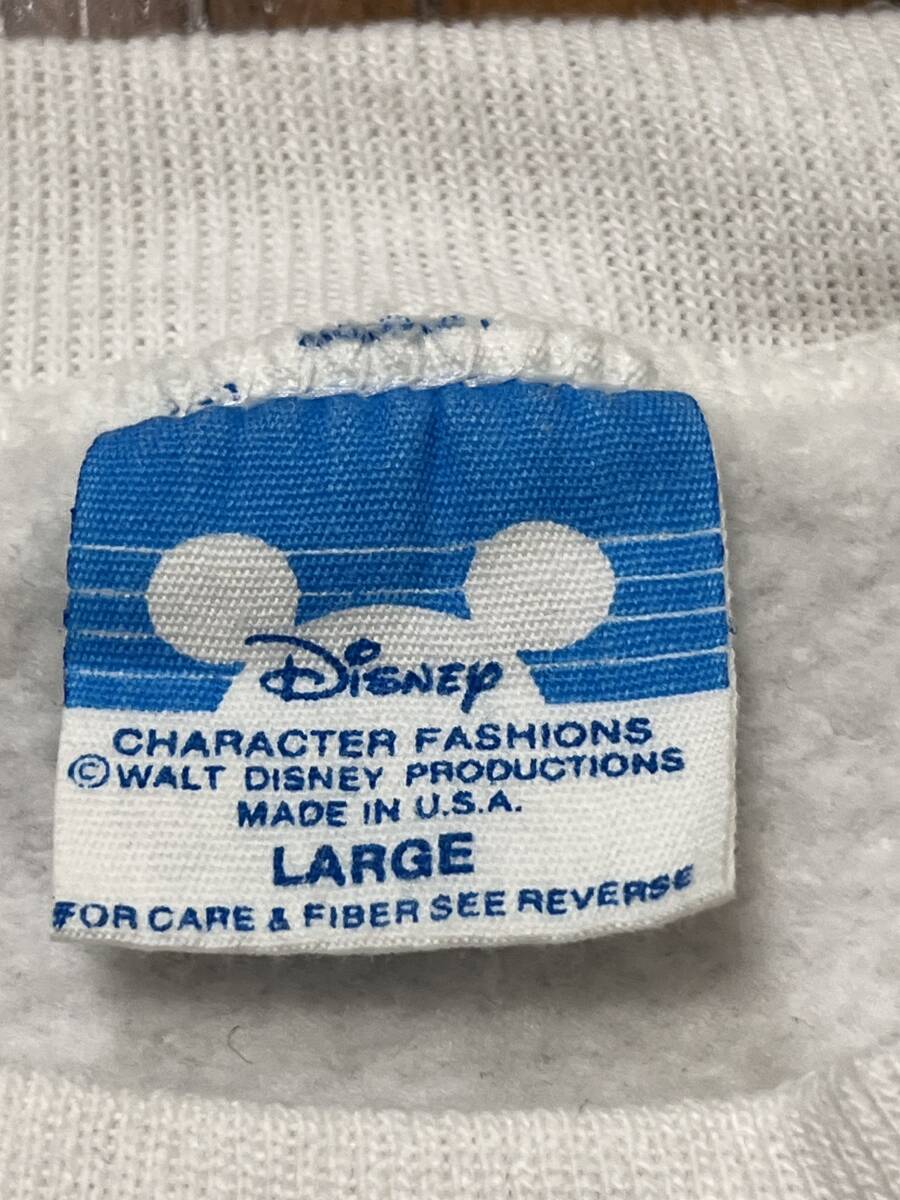 Disney
CHARACTER FASHIONS
© WALT DISNEY PRODUCTIONS
MADE IN U.S.A.
LARGE
FOR CARE & FIBER SEE REVERSE